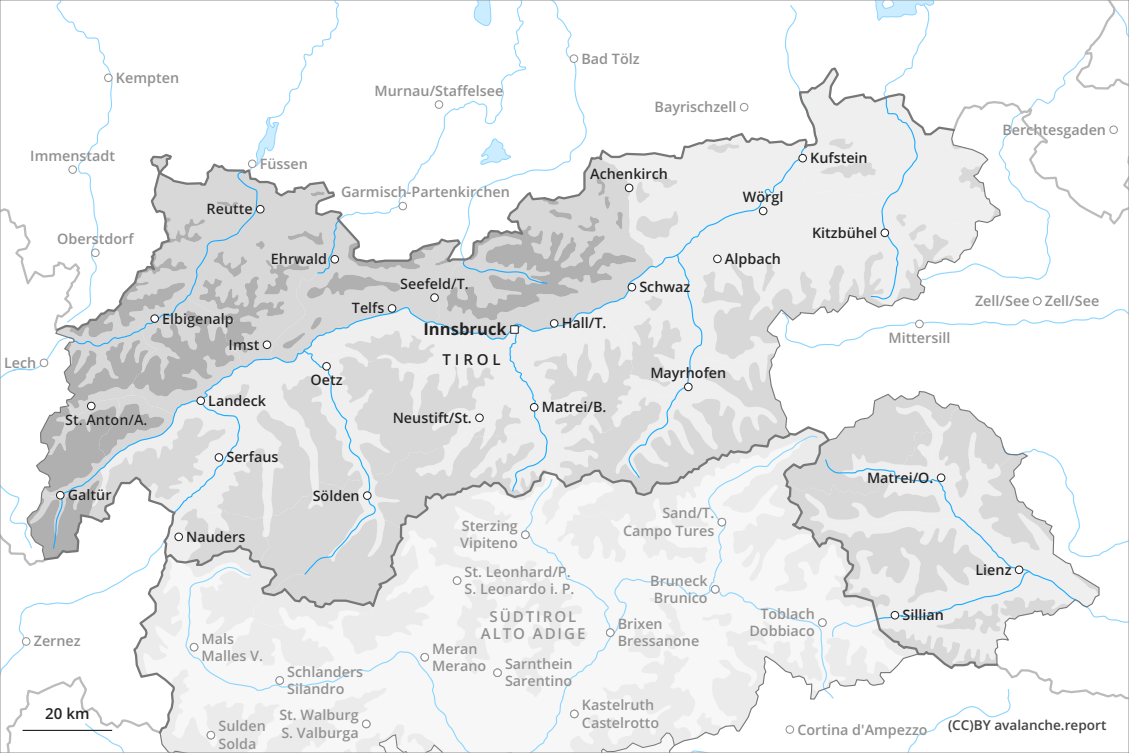 Kempten
Bad Tölz
Murnau/Staffelsee
Bayrischzell
Berchtesgaden
Immenstadt
Füssen
Kufstein
Achenkirch
Garmisch-Partenkirchen
Wörgl
Reutte
Kitzbühel
Oberstdorf
Ehrwald
Alpbach
Seefeld/T.
Schwaz
Telfs
Zell/See
Zell/See
Elbigenalp
Innsbruck
Hall/T.
Mittersill
Imst
TIROL
Lech
Oetz
Mayrhofen
Landeck
Matrei/B.
St. Anton/A.
Neustift/St.
Serfaus
Matrei/O.
Galtür
Sölden
Sand/T.
Campo Tures
Sterzing
Vipiteno
Nauders
Lienz
St. Leonhard/P.
S. Leonardo i. P.
Bruneck
Brunico
SÜDTIROL
ALTO ADIGE
Toblach
Dobbiaco
Sillian
Brixen
Bressanone
Zernez
Mals
Malles V.
Meran
Merano
Sarnthein
Sarentino
Schlanders
Silandro
Kastelruth
Castelrotto
20 km
St. Walburg
S. Valburga
Sulden
Solda
Cortina d'Ampezzo
(CC)BY avalanche.report